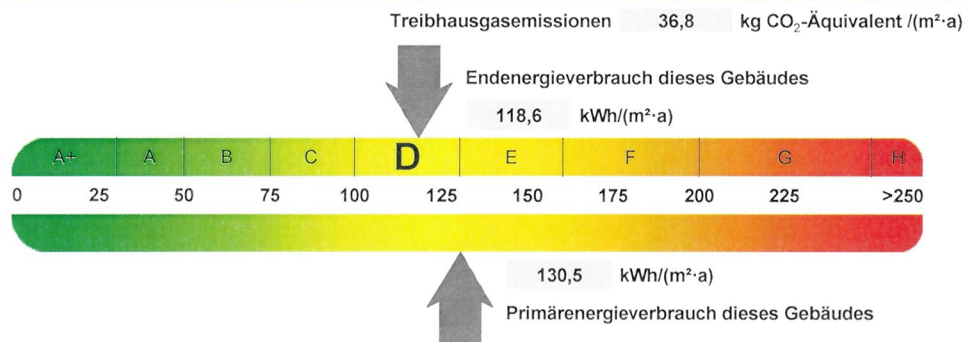 Treibhausgasemissionen 36,8 kg CO₂-Äquivalent /(m²·a)
Endenergieverbrauch dieses Gebäudes
118,6 kWh/(m²·a)
A+ A B C D E F G H
0 25 50 75 100 125 150 175 200 225 >250
130,5 kWh/(m²·a)
Primärenergieverbrauch dieses Gebäudes